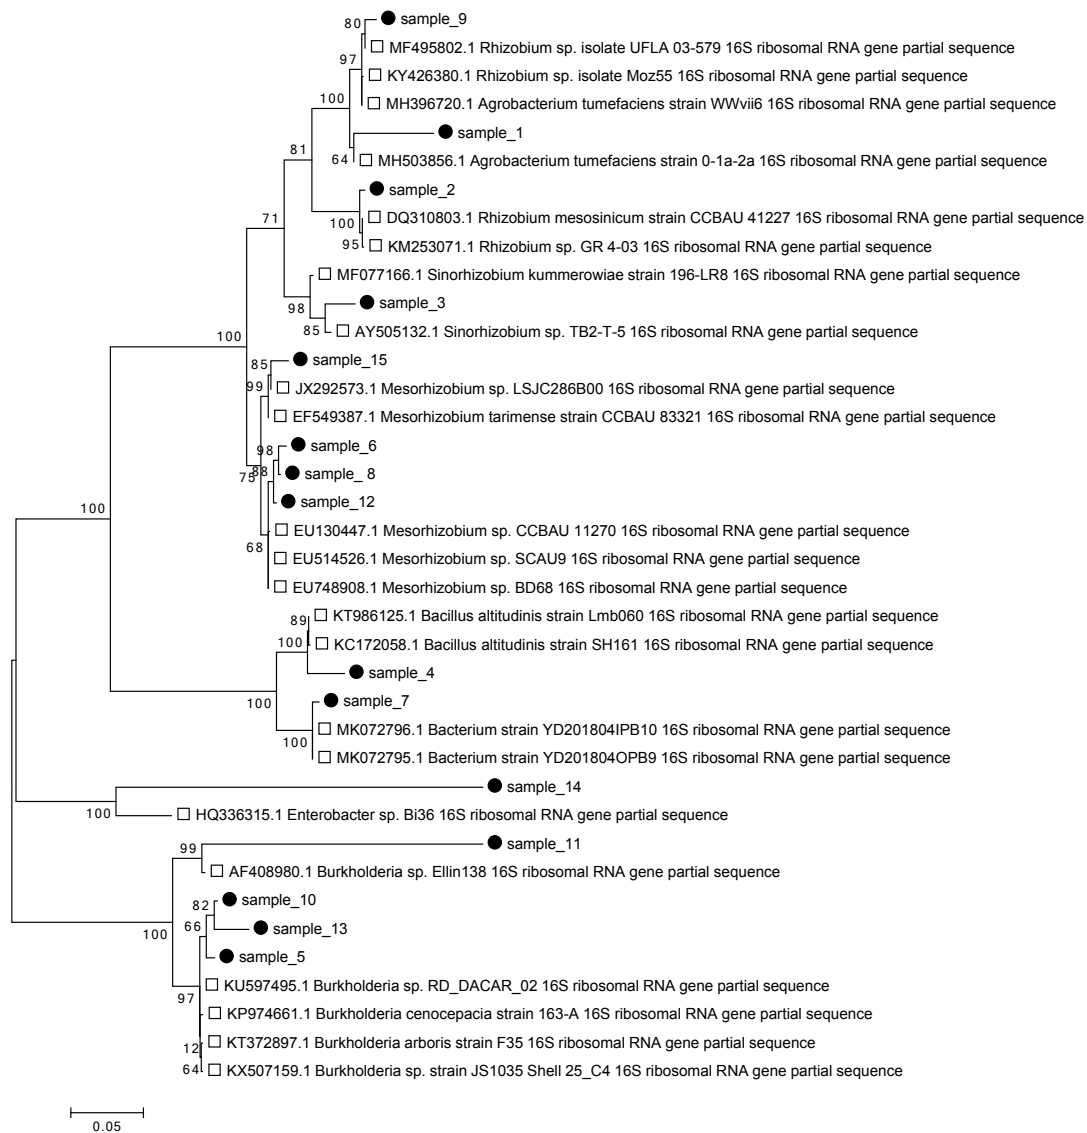 80
sample_9
MF495802.1 Rhizobium sp. isolate UFLA 03-579 16S ribosomal RNA gene partial sequence
97
KY426380.1 Rhizobium sp. isolate Moz55 16S ribosomal RNA gene partial sequence
100
MH396720.1 Agrobacterium tumefaciens strain WWvii6 16S ribosomal RNA gene partial sequence
sample_1
81
64
MH503856.1 Agrobacterium tumefaciens strain 0-1a-2a 16S ribosomal RNA gene partial sequence
sample_2
71
100
DQ310803.1 Rhizobium mesosinicum strain CCBAU 41227 16S ribosomal RNA gene partial sequence
95
KM253071.1 Rhizobium sp. GR 4-03 16S ribosomal RNA gene partial sequence
MF077166.1 Sinorhizobium kummerowiae strain 196-LR8 16S ribosomal RNA gene partial sequence
98
sample_3
85
AY505132.1 Sinorhizobium sp. TB2-T-5 16S ribosomal RNA gene partial sequence
100
85
sample_15
99
JX292573.1 Mesorhizobium sp. LSJC286B00 16S ribosomal RNA gene partial sequence
EF549387.1 Mesorhizobium tarimense strain CCBAU 83321 16S ribosomal RNA gene partial sequence
98
sample_6
75
88
sample_ 8
sample_12
100
EU130447.1 Mesorhizobium sp. CCBAU 11270 16S ribosomal RNA gene partial sequence
68
EU514526.1 Mesorhizobium sp. SCAU9 16S ribosomal RNA gene partial sequence
EU748908.1 Mesorhizobium sp. BD68 16S ribosomal RNA gene partial sequence
89
KT986125.1 Bacillus altitudinis strain Lmb060 16S ribosomal RNA gene partial sequence
100
KC172058.1 Bacillus altitudinis strain SH161 16S ribosomal RNA gene partial sequence
sample_4
100
sample_7
MK072796.1 Bacterium strain YD201804IPB10 16S ribosomal RNA gene partial sequence
100
MK072795.1 Bacterium strain YD201804OPB9 16S ribosomal RNA gene partial sequence
sample_14
100
HQ336315.1 Enterobacter sp. Bi36 16S ribosomal RNA gene partial sequence
99
sample_11
AF408980.1 Burkholderia sp. Ellin138 16S ribosomal RNA gene partial sequence
82
sample_10
100
66
sample_13
sample_5
97
KU597495.1 Burkholderia sp. RD_DACAR_02 16S ribosomal RNA gene partial sequence
KP974661.1 Burkholderia cenocepacia strain 163-A 16S ribosomal RNA gene partial sequence
12
KT372897.1 Burkholderia arboris strain F35 16S ribosomal RNA gene partial sequence
64
KX507159.1 Burkholderia sp. strain JS1035 Shell 25_C4 16S ribosomal RNA gene partial sequence
0.05